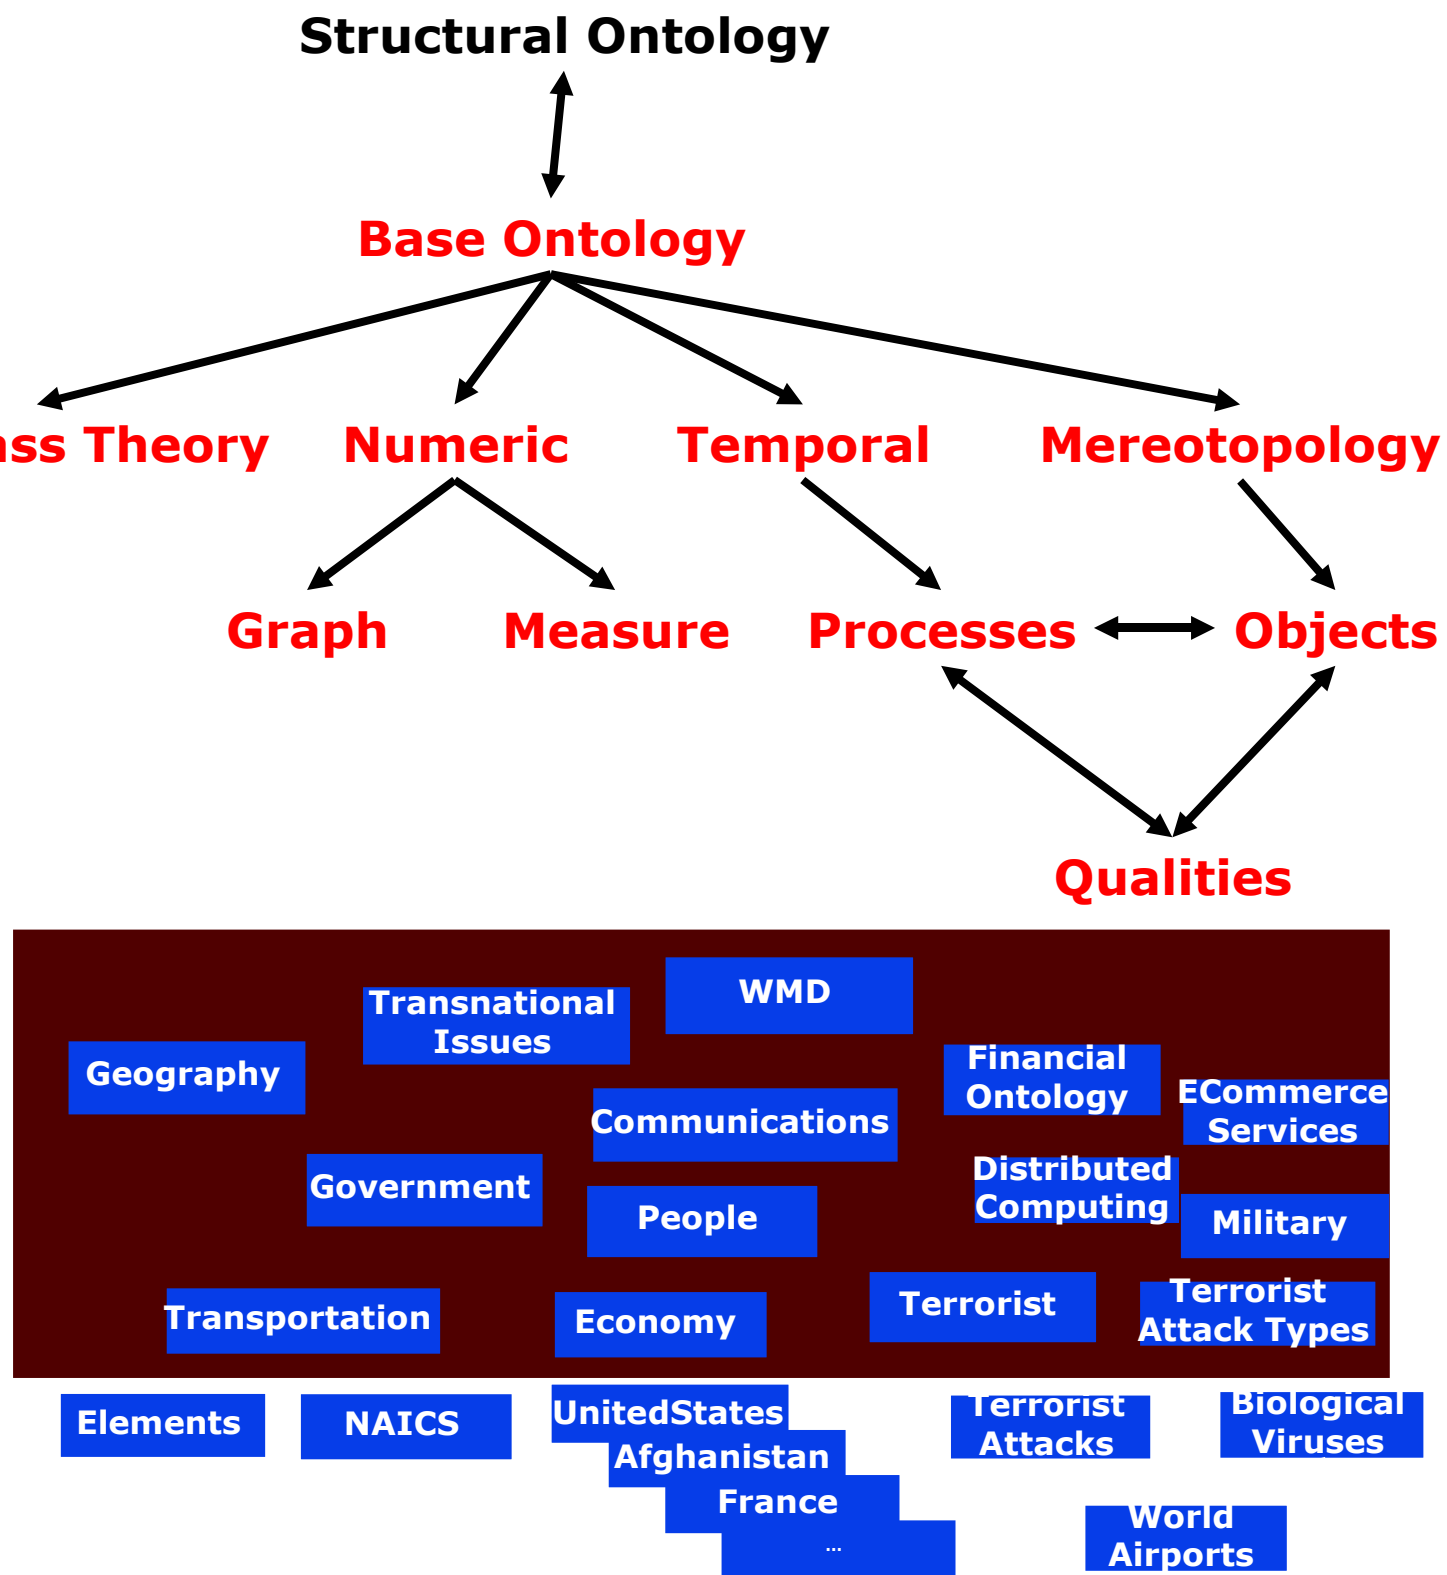 Structural Ontology
Base Ontology
Theory Numeric Temporal Mereotopology
Graph Measure Processes Objects
Qualities
WMD
Transnational
Issues
Geography
Financial
Ontology
ECommerce
Services
Communications
Government
Distributed
Computing
People
Military
Transportation
Economy
Terrorist
Terrorist
Attack Types
Elements
NAICS
UnitedStates
Afghanistan
France
...
Terrorist
Attacks
Biological
Viruses
World
Airports